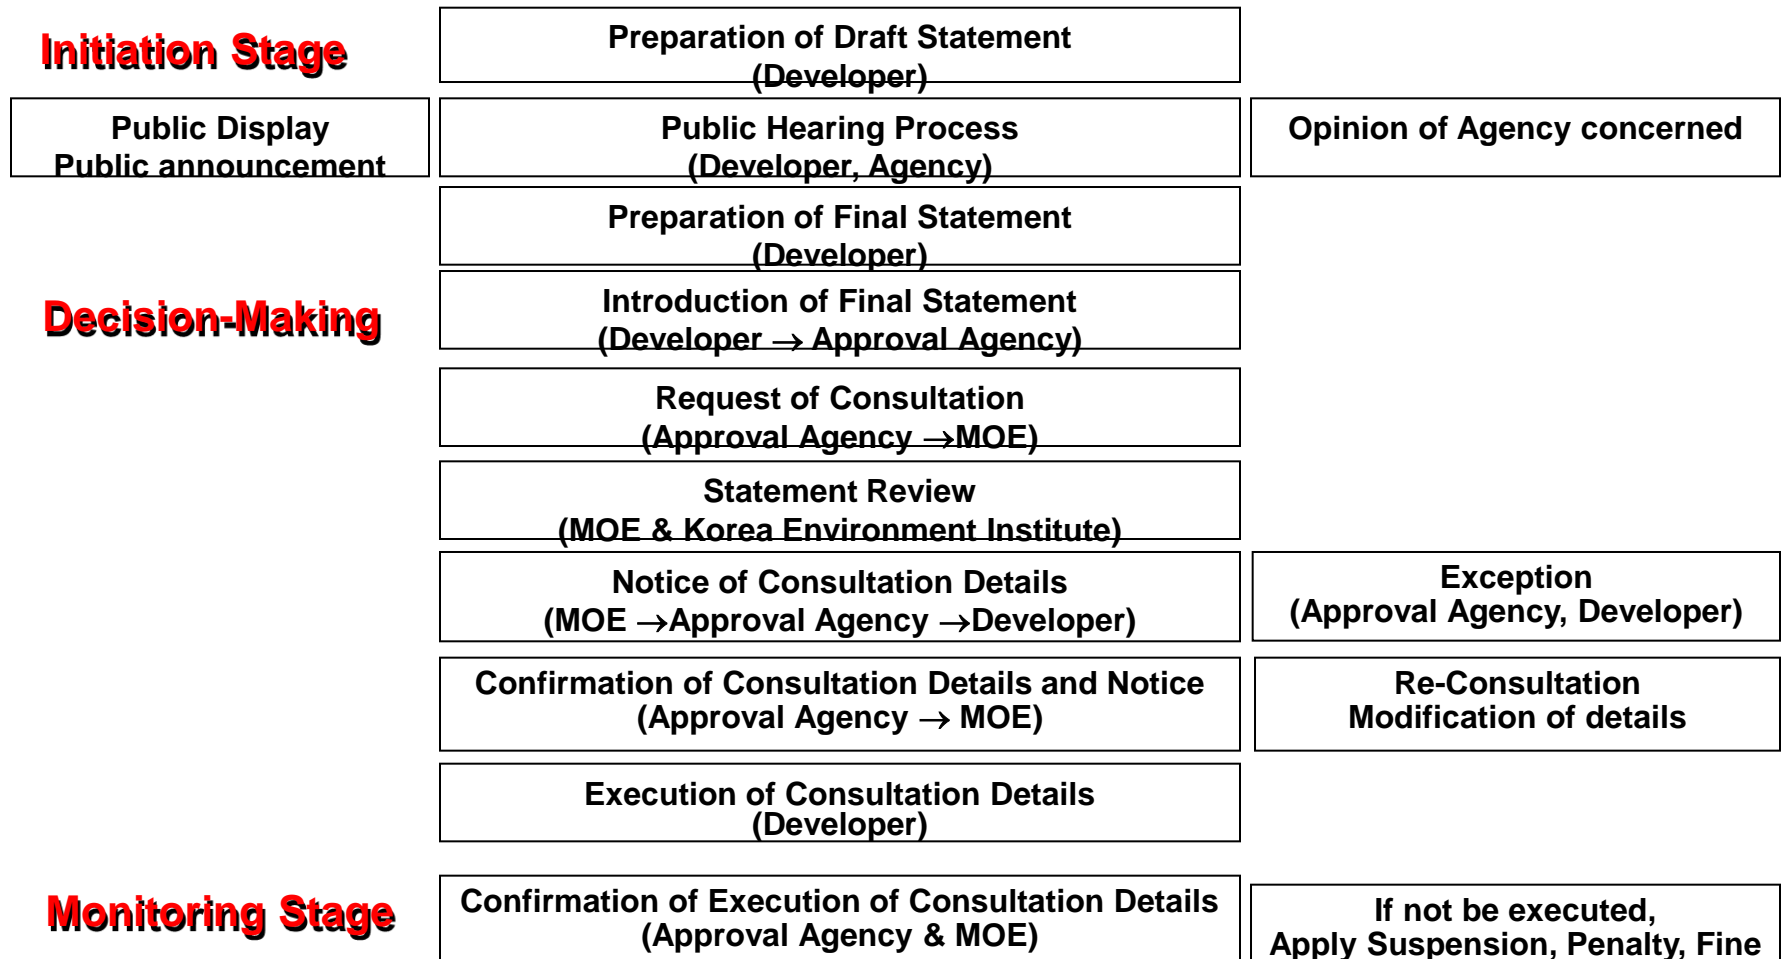 Initiation Stage
Preparation of Draft Statement
(Developer)
Public Display
Public announcement
Public Hearing Process
(Developer, Agency)
Opinion of Agency concerned
Preparation of Final Statement
(Developer)
Decision-Making
Introduction of Final Statement
(Developer → Approval Agency)
Request of Consultation
(Approval Agency →MOE)
Statement Review
(MOE & Korea Environment Institute)
Notice of Consultation Details
(MOE →Approval Agency →Developer)
Exception
(Approval Agency, Developer)
Confirmation of Consultation Details and Notice
(Approval Agency → MOE)
Re-Consultation
Modification of details
Execution of Consultation Details
(Developer)
Monitoring Stage
Confirmation of Execution of Consultation Details
(Approval Agency & MOE)
If not be executed,
Apply Suspension, Penalty, Fine